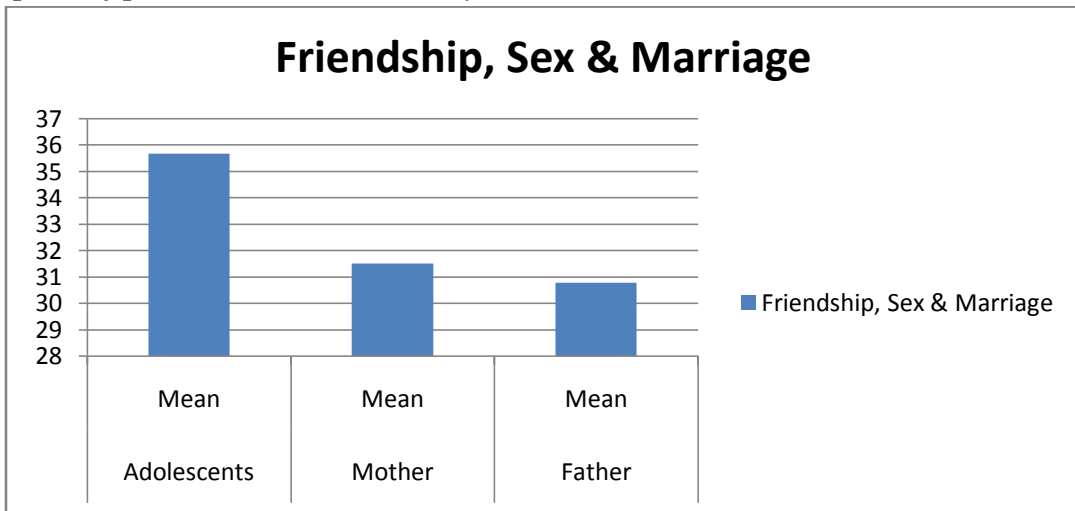 Friendship, Sex & Marriage
37
36
35
34
33
32
31
30
29
28
Mean Mean Mean
Adolescents Mother Father
Friendship, Sex & Marriage